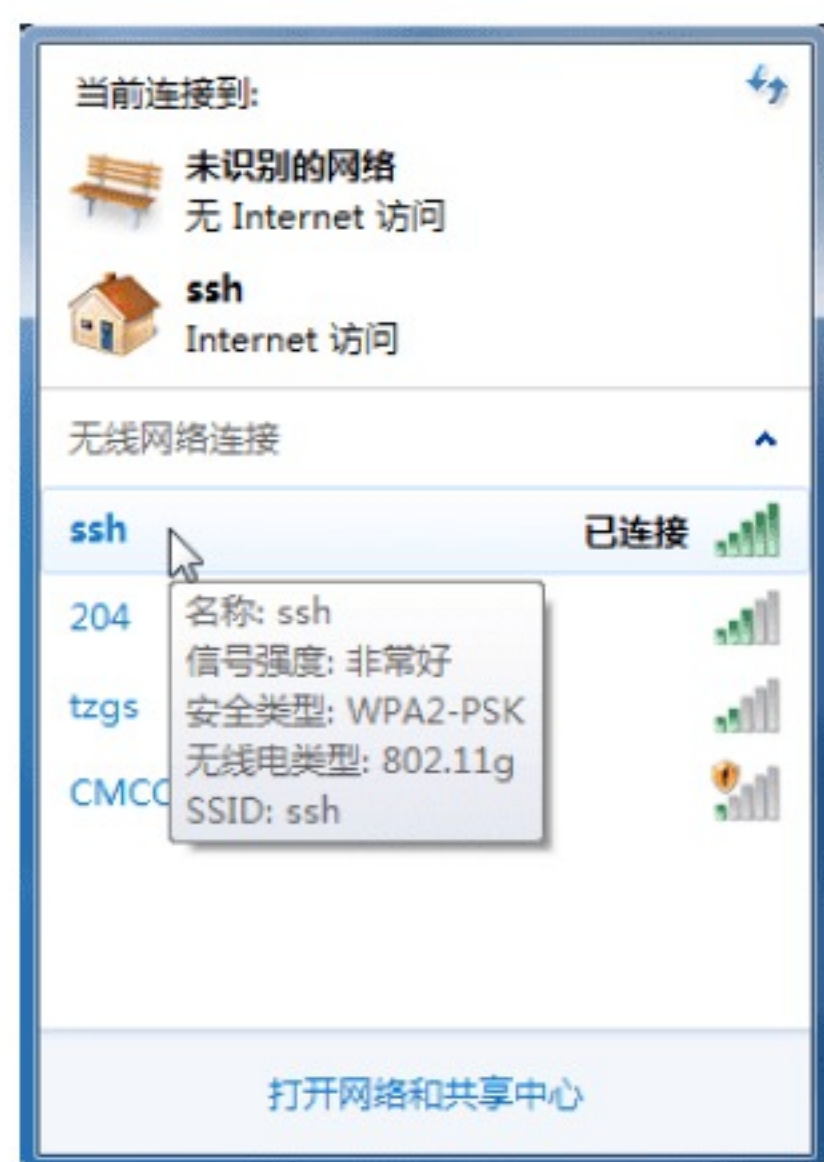 当前连接到:
未识别的网络
无 Internet 访问
ssh
Internet 访问
无线网络连接
ssh 已连接
204
tzgs
CMCC
名称: ssh
信号强度: 非常好
安全类型: WPA2-PSK
无线电类型: 802.11g
SSID: ssh
打开网络和共享中心